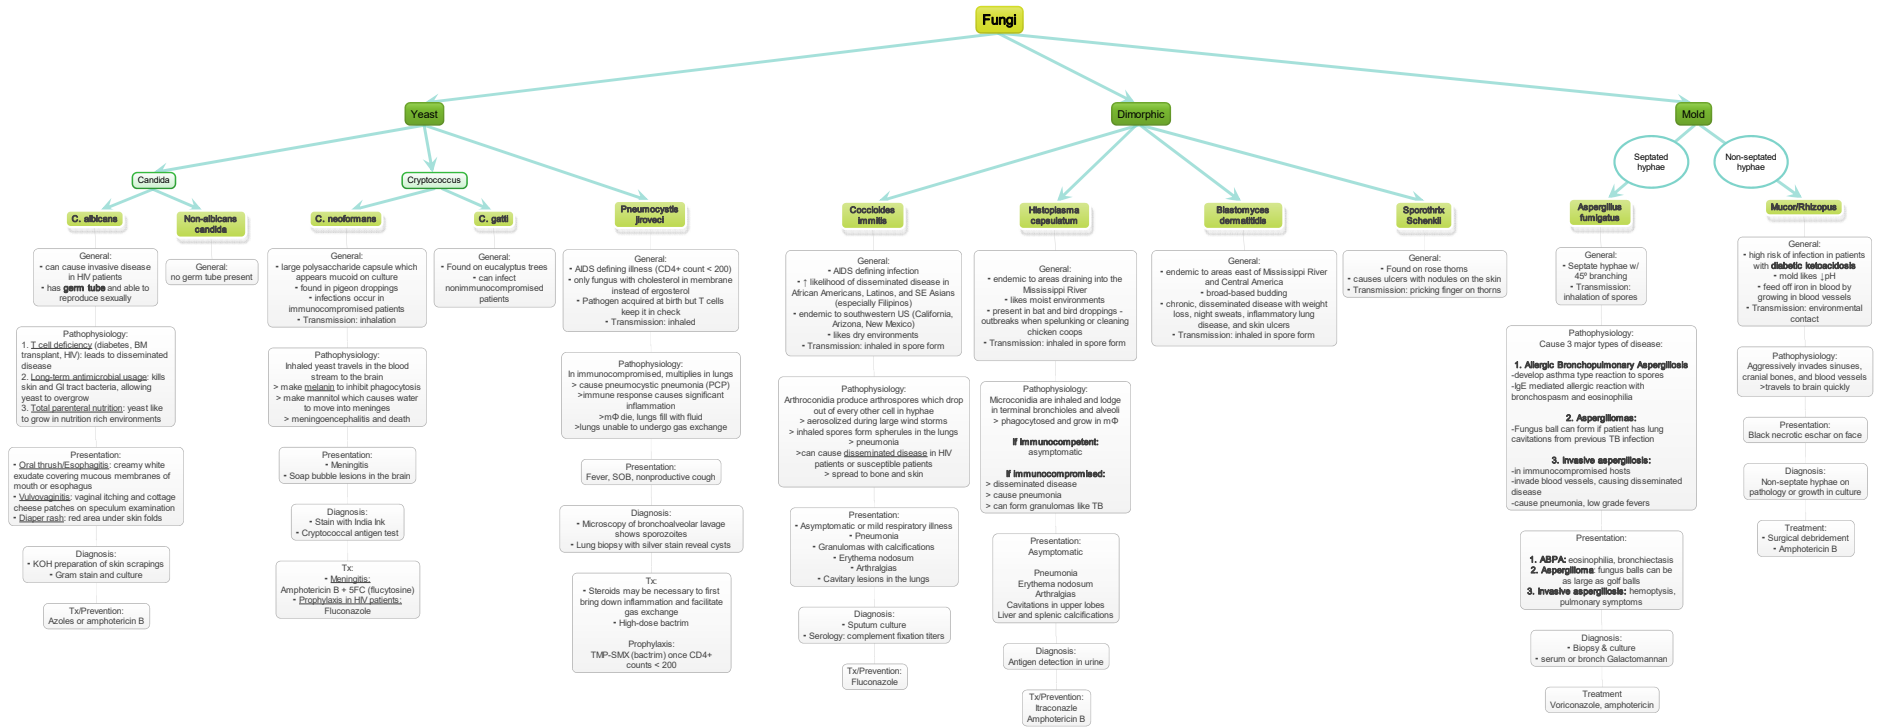 Fungi
Yeast
Dimorphic
Mold
Septated
hyphae
Non-septated
hyphae
Candida
Cryptococcus
C. albicans
Non-albicans
candida
C. neoformans
C. gatti
Pneumocystis
jiroveci
Coccioides
immitis
Histoplasma
capsulatum
Blastomyces
dermatitidis
Sporothrix
Schenkii
Aspergillus
fumigatus
Mucor/Rhizopus
General:
- can cause invasive disease
in HIV patients
- has germ tube and able to
reproduce sexually
Pathophysiology:
1. T cell deficiency (diabetes, BM
transplant, HIV): leads to disseminated
disease
2. Long-term antimicrobial usage: kills
skin and GI tract bacteria, allowing
yeast to overgrow
3. Total parenteral nutrition: yeast like
to grow in nutrition rich environments
Presentation:
- Oral thrush/Esophagitis: creamy white
exudate covering mucous membranes of
mouth or esophagus
- Vulvovaginitis: vaginal itching and cottage
cheese patches on speculum examination
- Diaper rash: red area under skin folds
Diagnosis:
- KOH preparation of skin scrapings
- Gram stain and culture
Tx/Prevention:
Azoles or amphotericin B
General:
no germ tube present
General:
- large polysaccharide capsule which
appears mucoid on culture
- found in pigeon droppings
- infections occur in
immunocompromised patients
- Transmission: inhalation
Pathophysiology:
Inhaled yeast travels in the blood
stream to the brain
> make melanin to inhibit phagocytosis
> make mannitol which causes water
to move into meninges
> meningoencephalitis and death
Presentation:
- Meningitis
- Soap bubble lesions in the brain
Diagnosis:
- Stain with India Ink
- Cryptococcal antigen test
Tx:
- Meningitis:
Amphotericin B + 5FC (flucytosine)
- Prophylaxis in HIV patients:
Fluconazole
General:
- Found on eucalyptus trees
- can infect
nonimmunocompromised
patients
General:
- AIDS defining illness (CD4+ count < 200)
- only fungus with cholesterol in membrane
instead of ergosterol
- Pathogen acquired at birth but T cells
keep it in check
- Transmission: inhaled
Pathophysiology:
In immunocompromised, multiplies in lungs
> cause pneumocystic pneumonia (PCP)
>immune response causes significant
inflammation
>mΦ die, lungs fill with fluid
>lungs unable to undergo gas exchange
Presentation:
Fever, SOB, nonproductive cough
Diagnosis:
- Microscopy of bronchoalveolar lavage
shows sporozoites
- Lung biopsy with silver stain reveal cysts
Tx:
- Steroids may be necessary to first
bring down inflammation and facilitate
gas exchange
- High-dose bactrim
Prophylaxis:
TMP-SMX (bactrim) once CD4+
counts < 200
General:
- AIDS defining infection
- ↑ likelihood of disseminated disease in
African Americans, Latinos, and SE Asians
(especially Filipinos)
- endemic to southwestern US (California,
Arizona, New Mexico)
- likes dry environments
- Transmission: inhaled in spore form
Pathophysiology:
Arthroconidia produce arthrospores which drop
out of every other cell in hyphae
> aerosolized during large wind storms
> inhaled spores form spherules in the lungs
> pneumonia
>can cause disseminated disease in HIV
patients or susceptible patients
> spread to bone and skin
Presentation:
- Asymptomatic or mild respiratory illness
- Pneumonia
- Granulomas with calcifications
- Erythema nodosum
- Arthralgias
- Cavitary lesions in the lungs
Diagnosis:
- Sputum culture
- Serology: complement fixation titers
Tx/Prevention:
Fluconazole
General:
- endemic to areas draining into the
Mississippi River
- likes moist environments
- present in bat and bird droppings -
outbreaks when spelunking or cleaning
chicken coops
- Transmission: inhaled in spore form
Pathophysiology:
Microconidia are inhaled and lodge
in terminal bronchioles and alveoli
> phagocytosed and grow in mΦ
If immunocompetent:
asymptomatic
If immunocompromised:
> disseminated disease
> cause pneumonia
> can form granulomas like TB
Presentation:
Asymptomatic
Pneumonia
Erythema nodosum
Arthralgias
Cavitations in upper lobes
Liver and splenic calcifications
Diagnosis:
Antigen detection in urine
Tx/Prevention:
Itraconazle
Amphotericin B
General:
- endemic to areas east of Mississippi River
and Central America
- broad-based budding
- chronic, disseminated disease with weight
loss, night sweats, inflammatory lung
disease, and skin ulcers
- Transmission: inhaled in spore form
General:
- Found on rose thorns
- causes ulcers with nodules on the skin
- Transmission: pricking finger on thorns
General:
- Septate hyphae w/
45º branching
- Transmission:
inhalation of spores
Pathophysiology:
Cause 3 major types of disease:
1. Allergic Bronchopulmonary Aspergillosis
-develop asthma type reaction to spores
-IgE mediated allergic reaction with
bronchospasm and eosinophilia
2. Aspergillomas:
-Fungus ball can form if patient has lung
cavitations from previous TB infection
3. Invasive aspergillosis:
-in immunocompromised hosts
-invade blood vessels, causing disseminated
disease
-cause pneumonia, low grade fevers
Presentation:
1. ABPA: eosinophilia, bronchiectasis
2. Aspergilloma: fungus balls can be
as large as golf balls
3. Invasive aspergillosis: hemoptysis,
pulmonary symptoms
Diagnosis:
- Biopsy & culture
- serum or bronch Galactomannan
Treatment
Voriconazole, amphotericin
General:
- high risk of infection in patients
with diabetic ketoacidosis
- mold likes ↓pH
- feed off iron in blood by
growing in blood vessels
- Transmission: environmental
contact
Pathophysiology:
Aggressively invades sinuses,
cranial bones, and blood vessels
>travels to brain quickly
Presentation:
Black necrotic eschar on face
Diagnosis:
Non-septate hyphae on
pathology or growth in culture
Treatment:
- Surgical debridement
- Amphotericin B